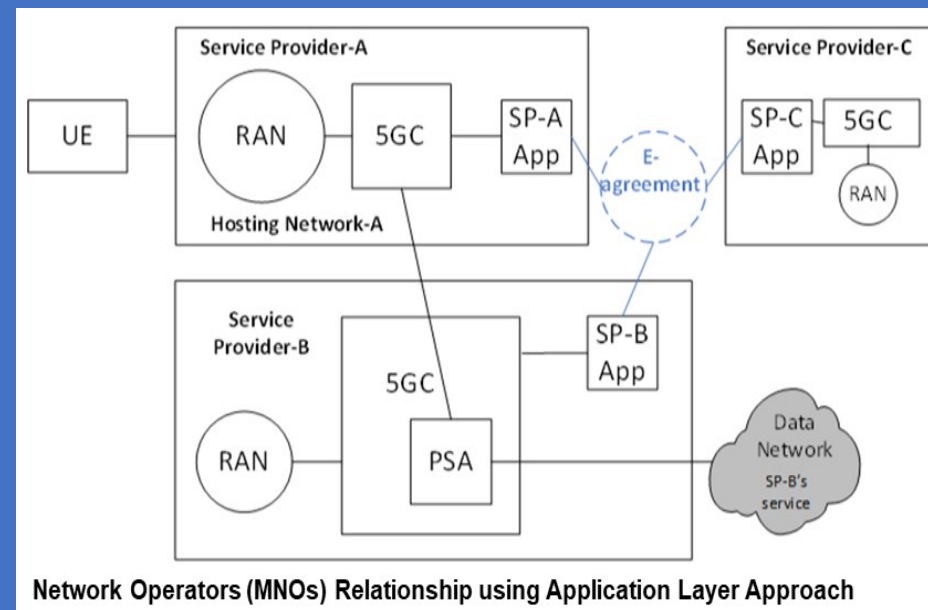 Service Provider-A
Service Provider-C
UE
RAN
5GC
SP-A
App
Hosting Network-A
E-
agreement
SP-C
App
5GC
RAN
Service
Provider-B
SP-B
App
5GC
RAN
PSA
Data
Network
SP-B's
service
Network Operators (MNOs) Relationship using Application Layer Approach